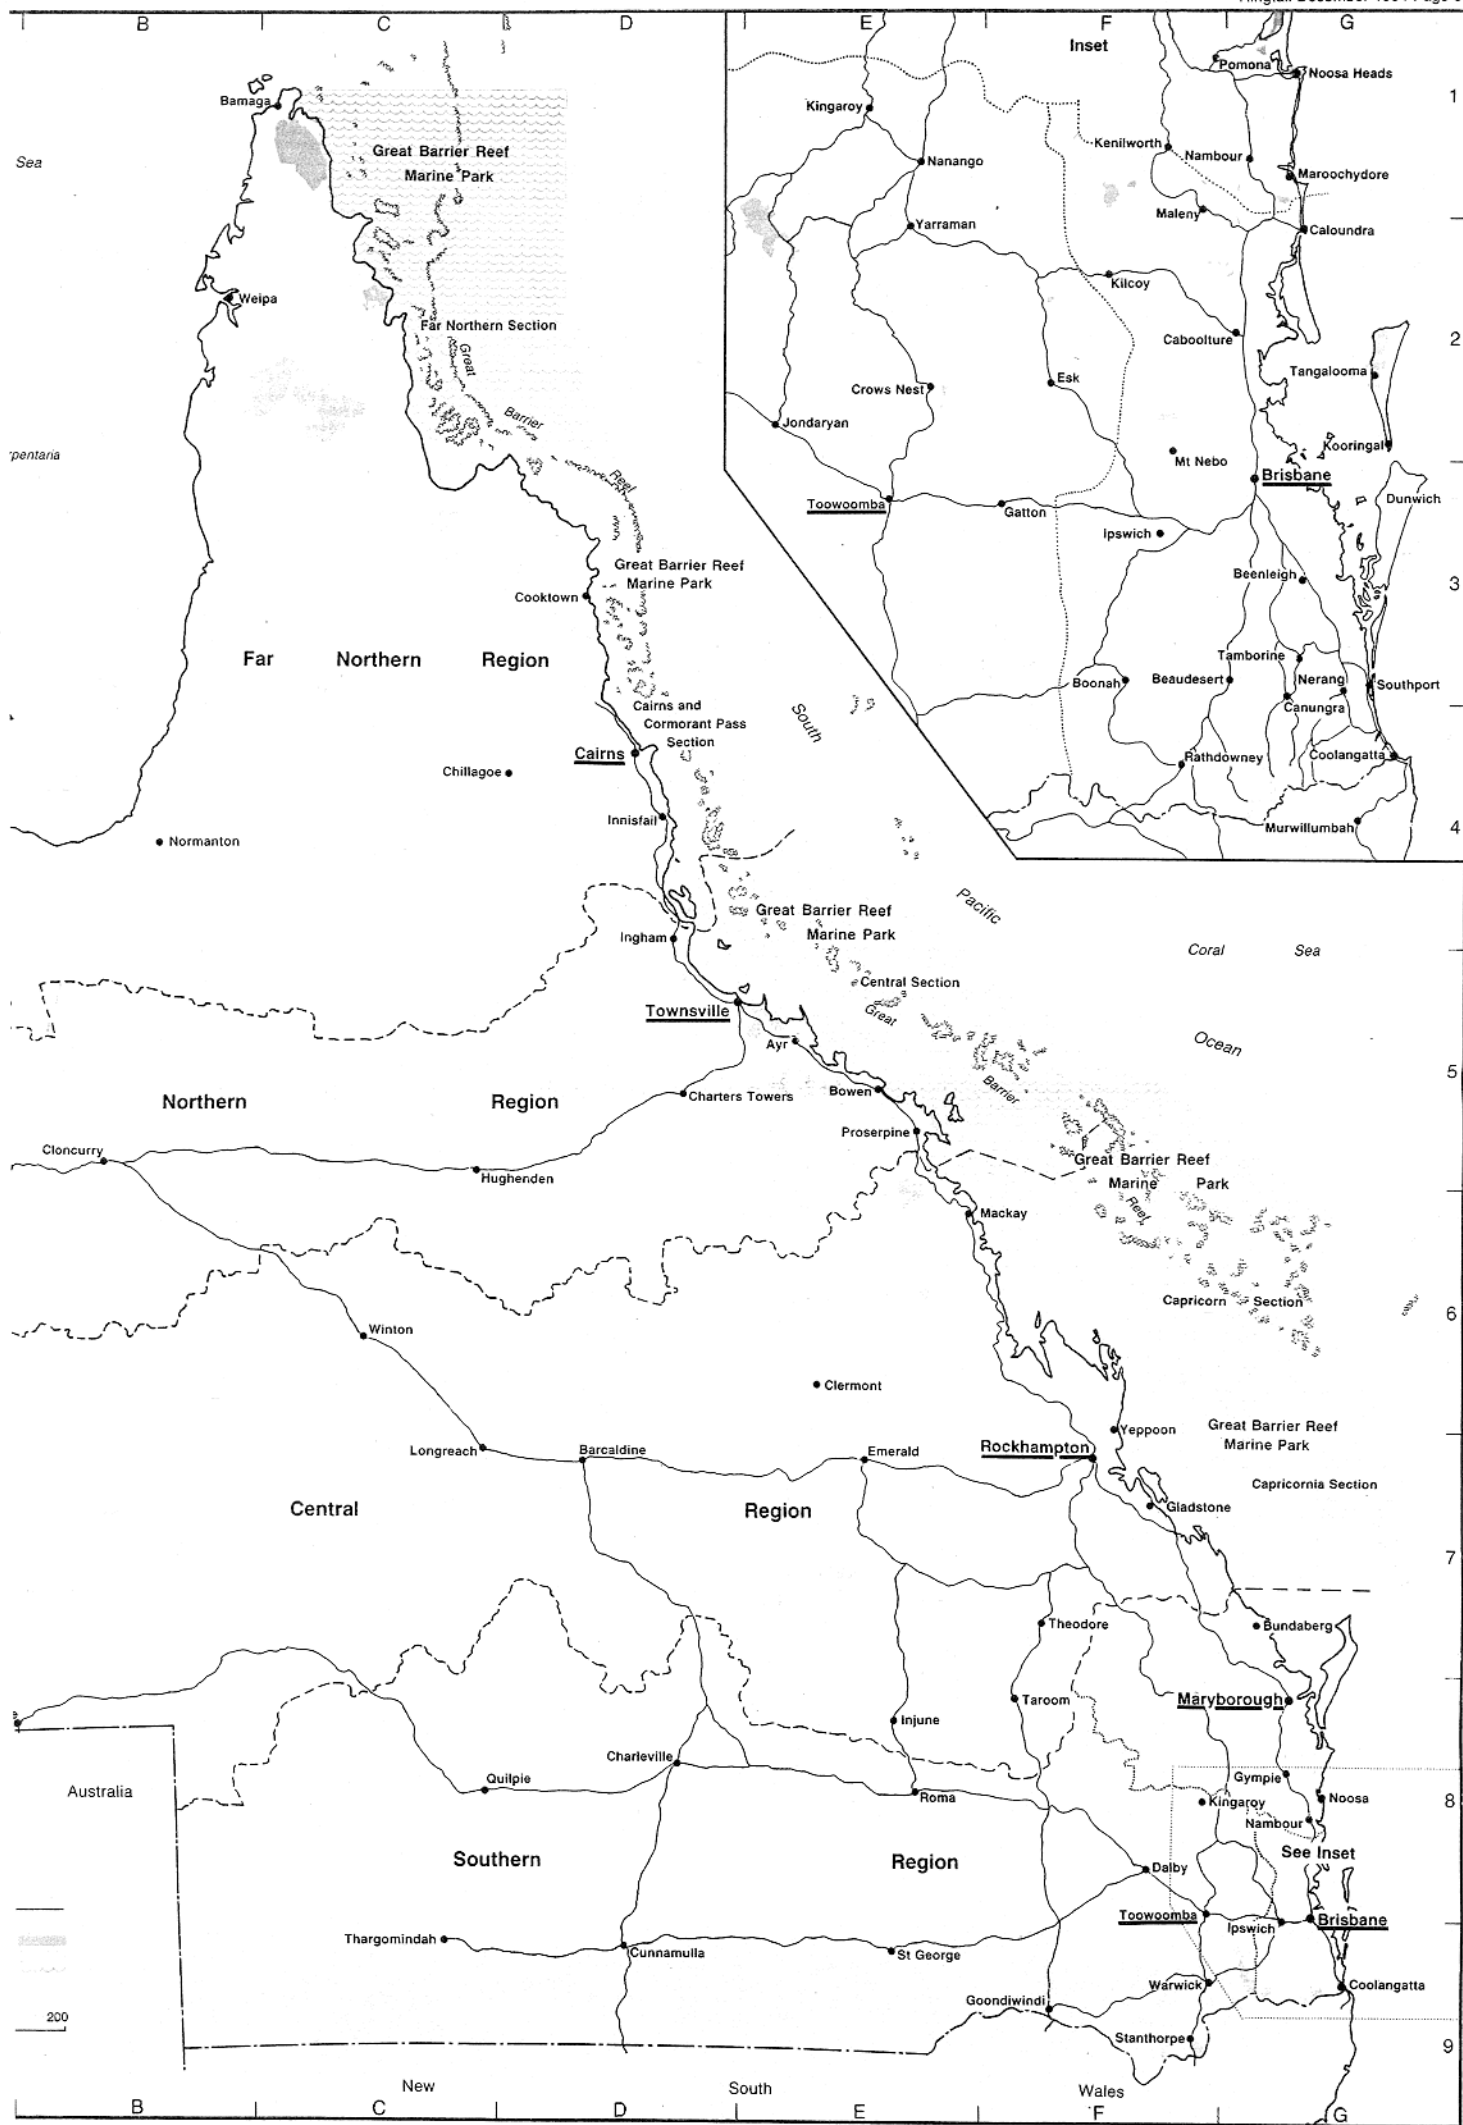 B
C
D
E
F
G
Inset
Pomona
Noosa Heads
1
Bamaga
Kingaroy
Sea
Great Barrier Reef
Marine Park
Kenilworth
Nambour
Nanango
Maroochydore
Maleny
Yarraman
Caloundra
Kilcoy
Weipa
Far Northern Section
Great
Barrier
Reef
Caboolture
2
Tangalooma
Esk
Crows Nest
Jondaryan
Kooringal
Mt Nebo
Brisbane
Dunwich
Toowoomba
Gatton
Ipswich
Great Barrier Reef
Marine Park
Beenleigh
3
Cooktown
Far Northern Region
Tamborine
Boonah
Beaudesert
Nerang
Southport
Canungra
Cairns and
Cormorant Pass
Section
South
Cairns
Rathdowney
Coolangatta
Chillagoe
Innisfail
Murwillumbah
4
Normanton
Pacific
Great Barrier Reef
Marine Park
Ingham
Coral Sea
Central Section
Townsville
Great
Ocean
Ayr
5
Barrier
Charters Towers
Bowen
Northern Region
Proserpine
Cloncurry
Great Barrier Reef
Marine Park
Hughenden
Reef
Mackay
Capricorn Section
6
Winton
Clermont
Yeppoon
Great Barrier Reef
Marine Park
Longreach
Barcaldine
Emerald
Rockhampton
Capricornia Section
Central Region
Gladstone
7
Theodore
Bundaberg
Taroom
Maryborough
Injune
Charleville
Australia
Quilpie
Gympie
Roma
Kingaroy
Noosa
8
Nambour
See Inset
Southern Region
Dalby
Toowoomba
Ipswich
Brisbane
Thargomindah
Cunnamulla
St George
Warwick
Coolangatta
Goondiwindi
200
Stanthorpe
9
New South Wales
B
C
D
E
F
G